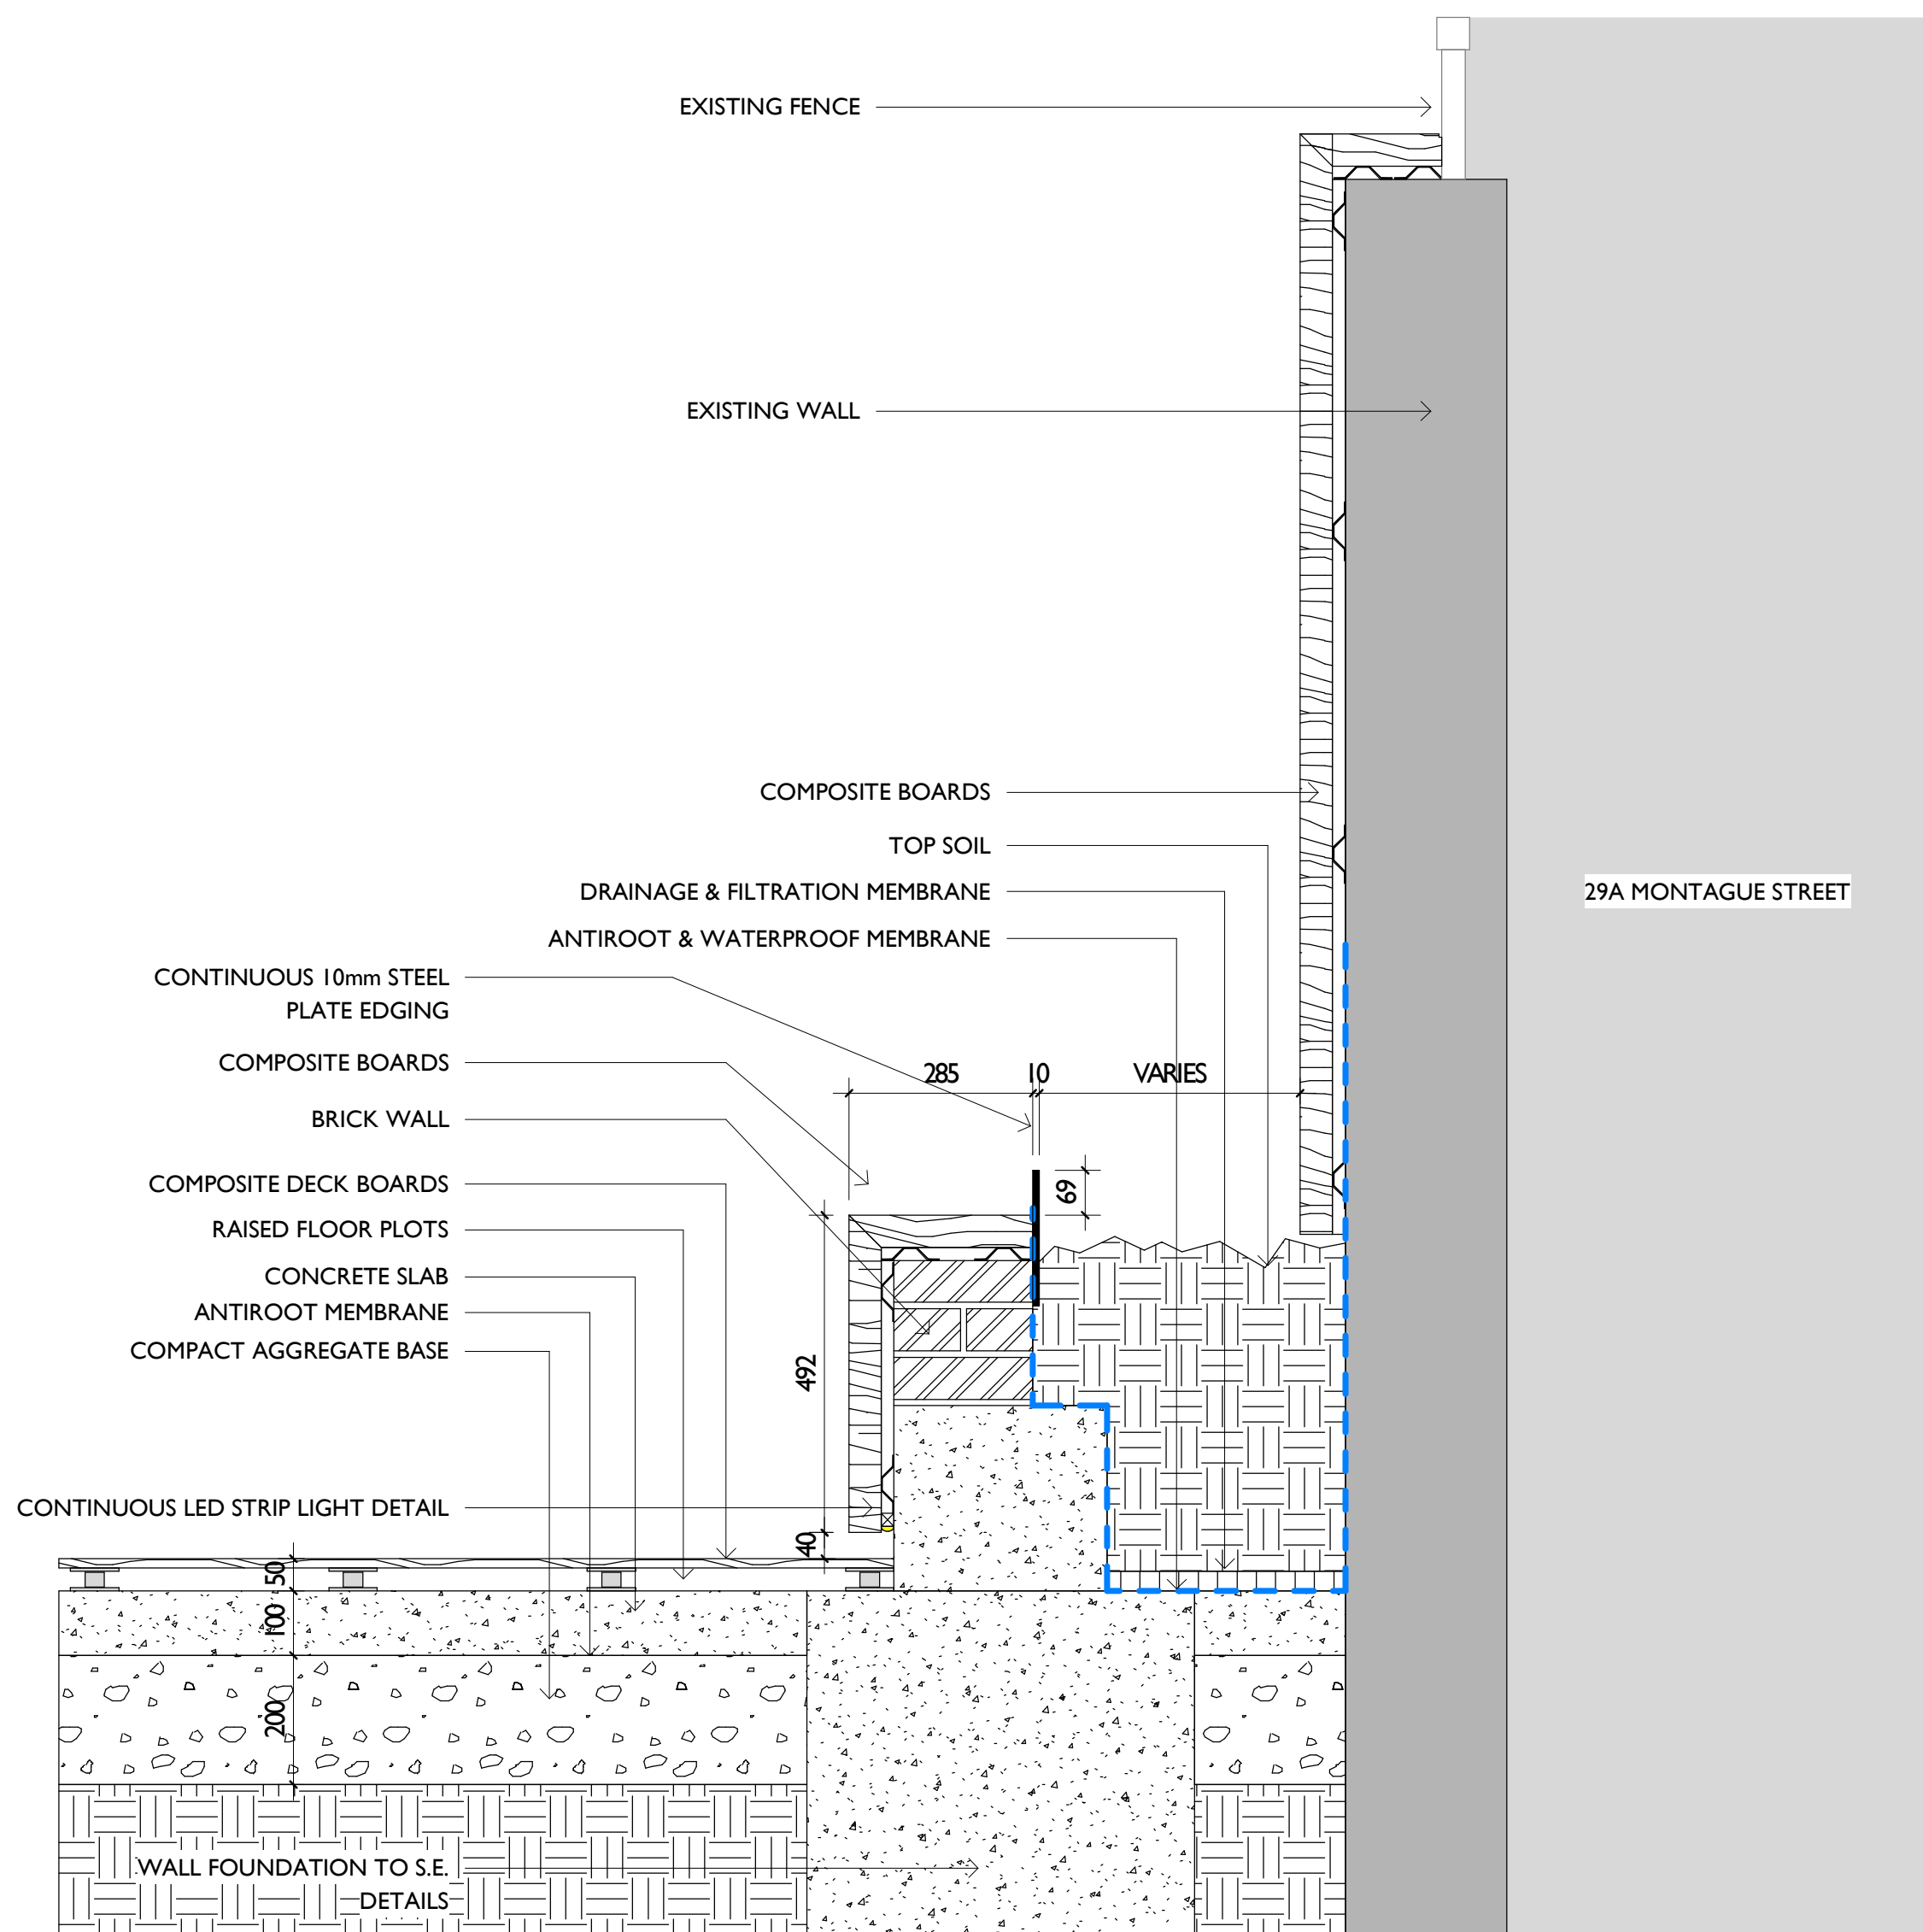 EXISTING FENCE
EXISTING WALL
COMPOSITE BOARDS
TOP SOIL
DRAINAGE & FILTRATION MEMBRANE
29A MONTAGUE STREET
ANTIROOT & WATERPROOF MEMBRANE
CONTINUOUS 10mm STEEL
PLATE EDGING
COMPOSITE BOARDS
285
10
VARIES
BRICK WALL
COMPOSITE DECK BOARDS
69
RAISED FLOOR PLOTS
CONCRETE SLAB
ANTIROOT MEMBRANE
COMPACT AGGREGATE BASE
492
CONTINUOUS LED STRIP LIGHT DETAIL
40
50
100
200
WALL FOUNDATION TO S.E.
DETAILS